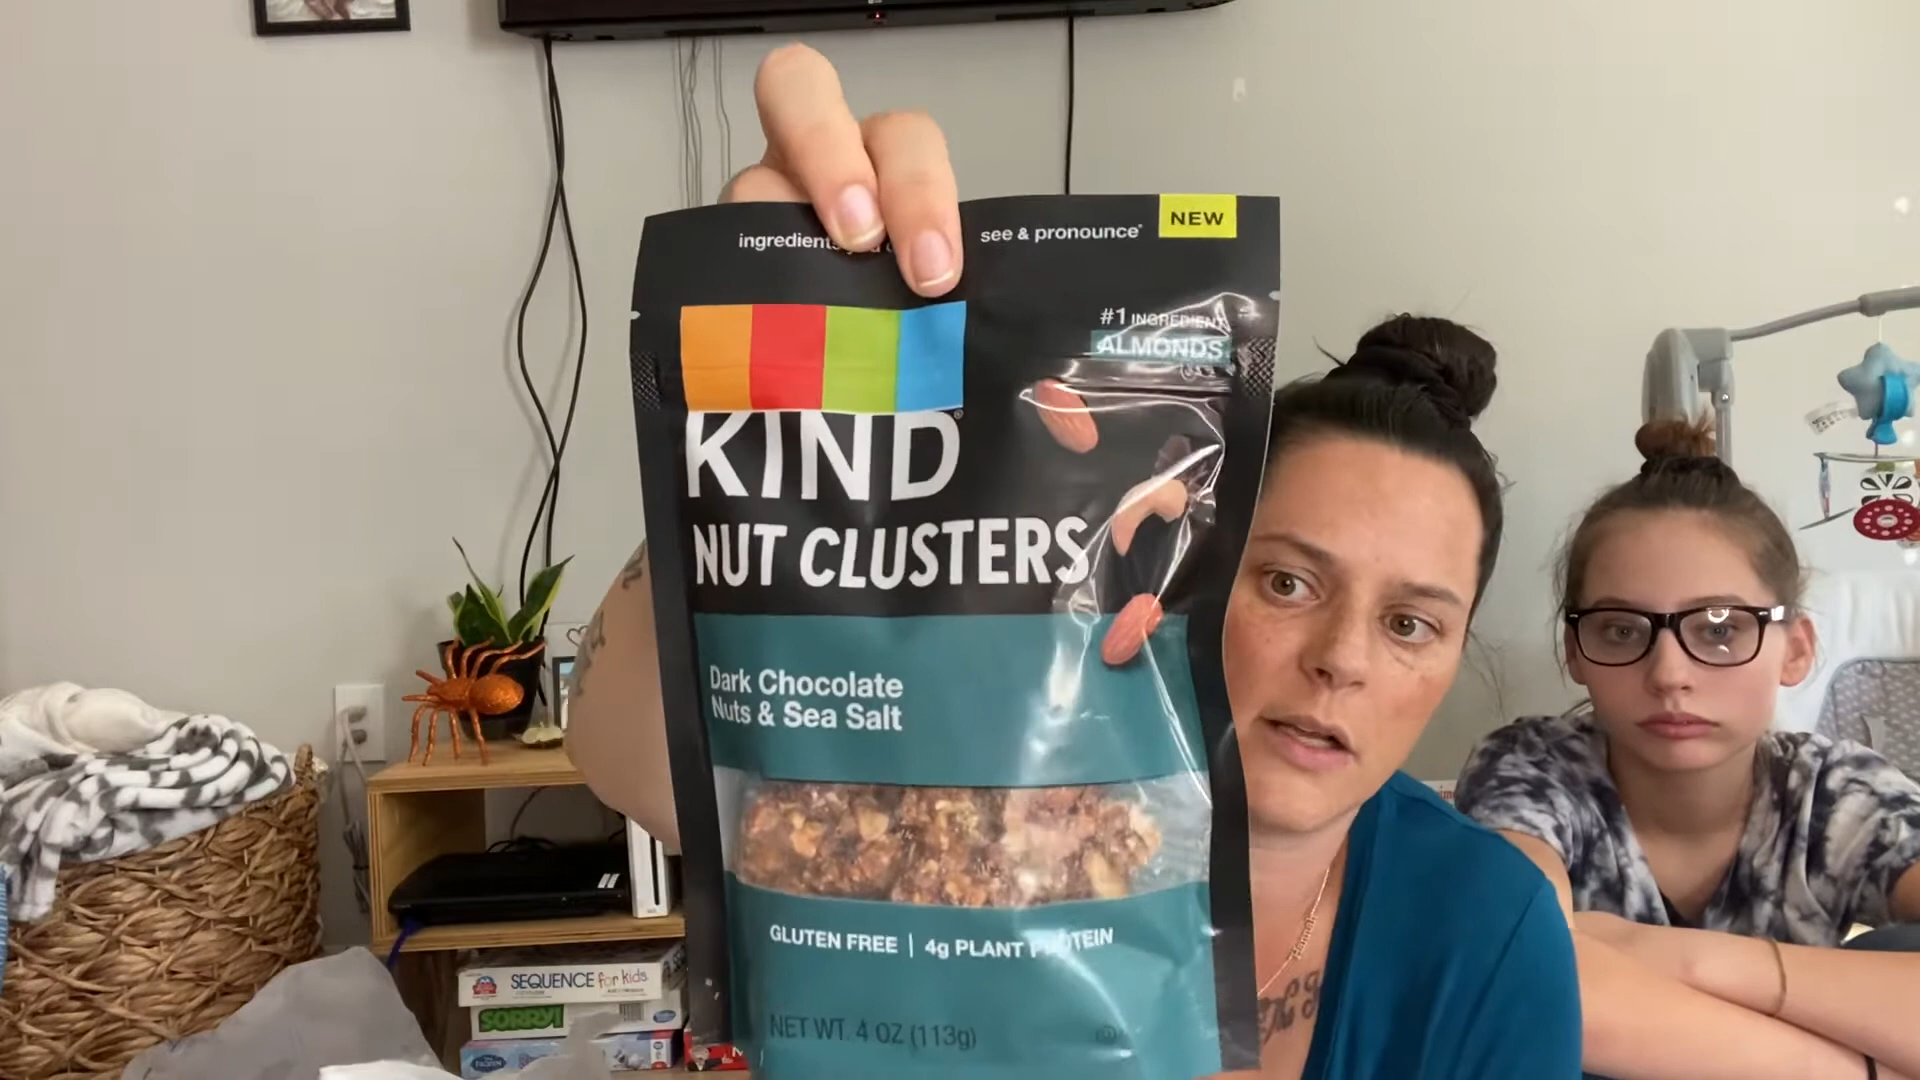 ingredients
see & pronounce
NEW
#1 INGREDIENT
ALMONDS
KIND
NUT CLUSTERS
Dark Chocolate
Nuts & Sea Salt
GLUTEN FREE | 4g PLANT PROTEIN
NET WT. 4 OZ (113g)
SEQUENCE for kids
SORRY!